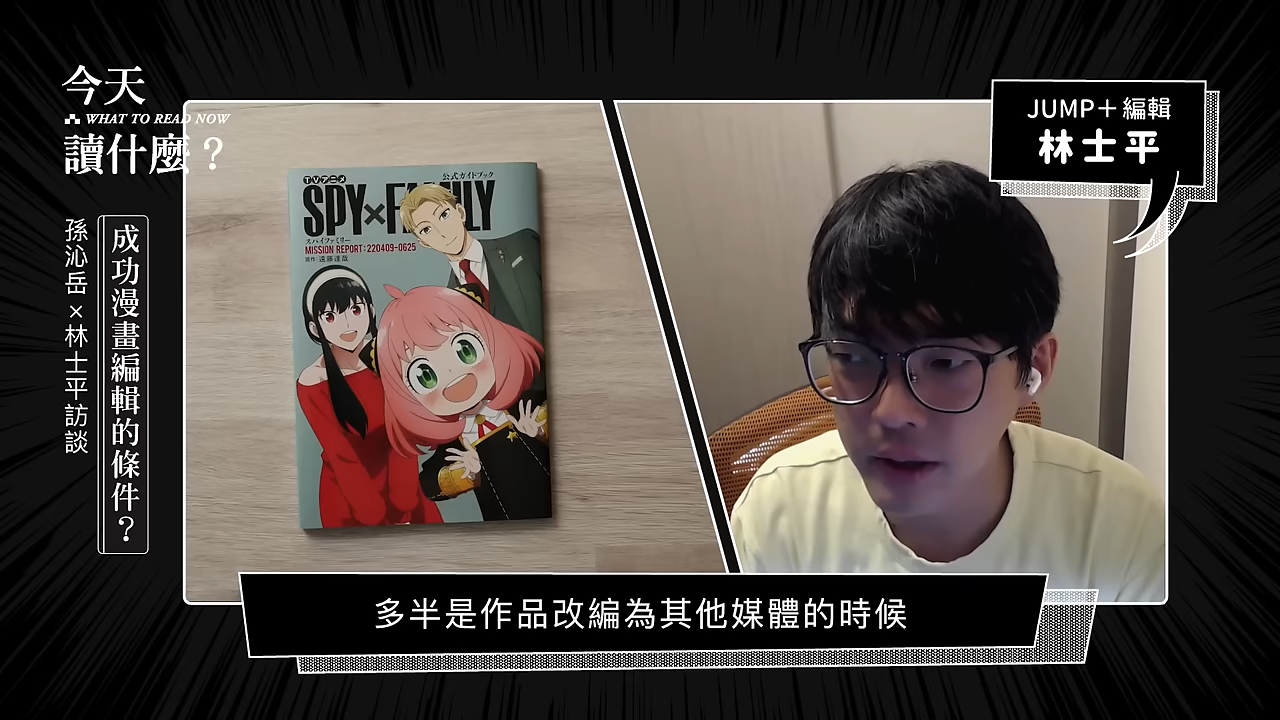 今天
WHAT TO READ NOW
讀什麼？
成功漫畫編輯的條件？
孫沁岳×林士平訪談
TVアニメ
公式ガイドブック
SPY×FAMILY
スパイファミリー
MISSION REPORT:220409-0625
原作:遠藤達哉
JUMP＋編輯
林士平
多半是作品改編為其他媒體的時候